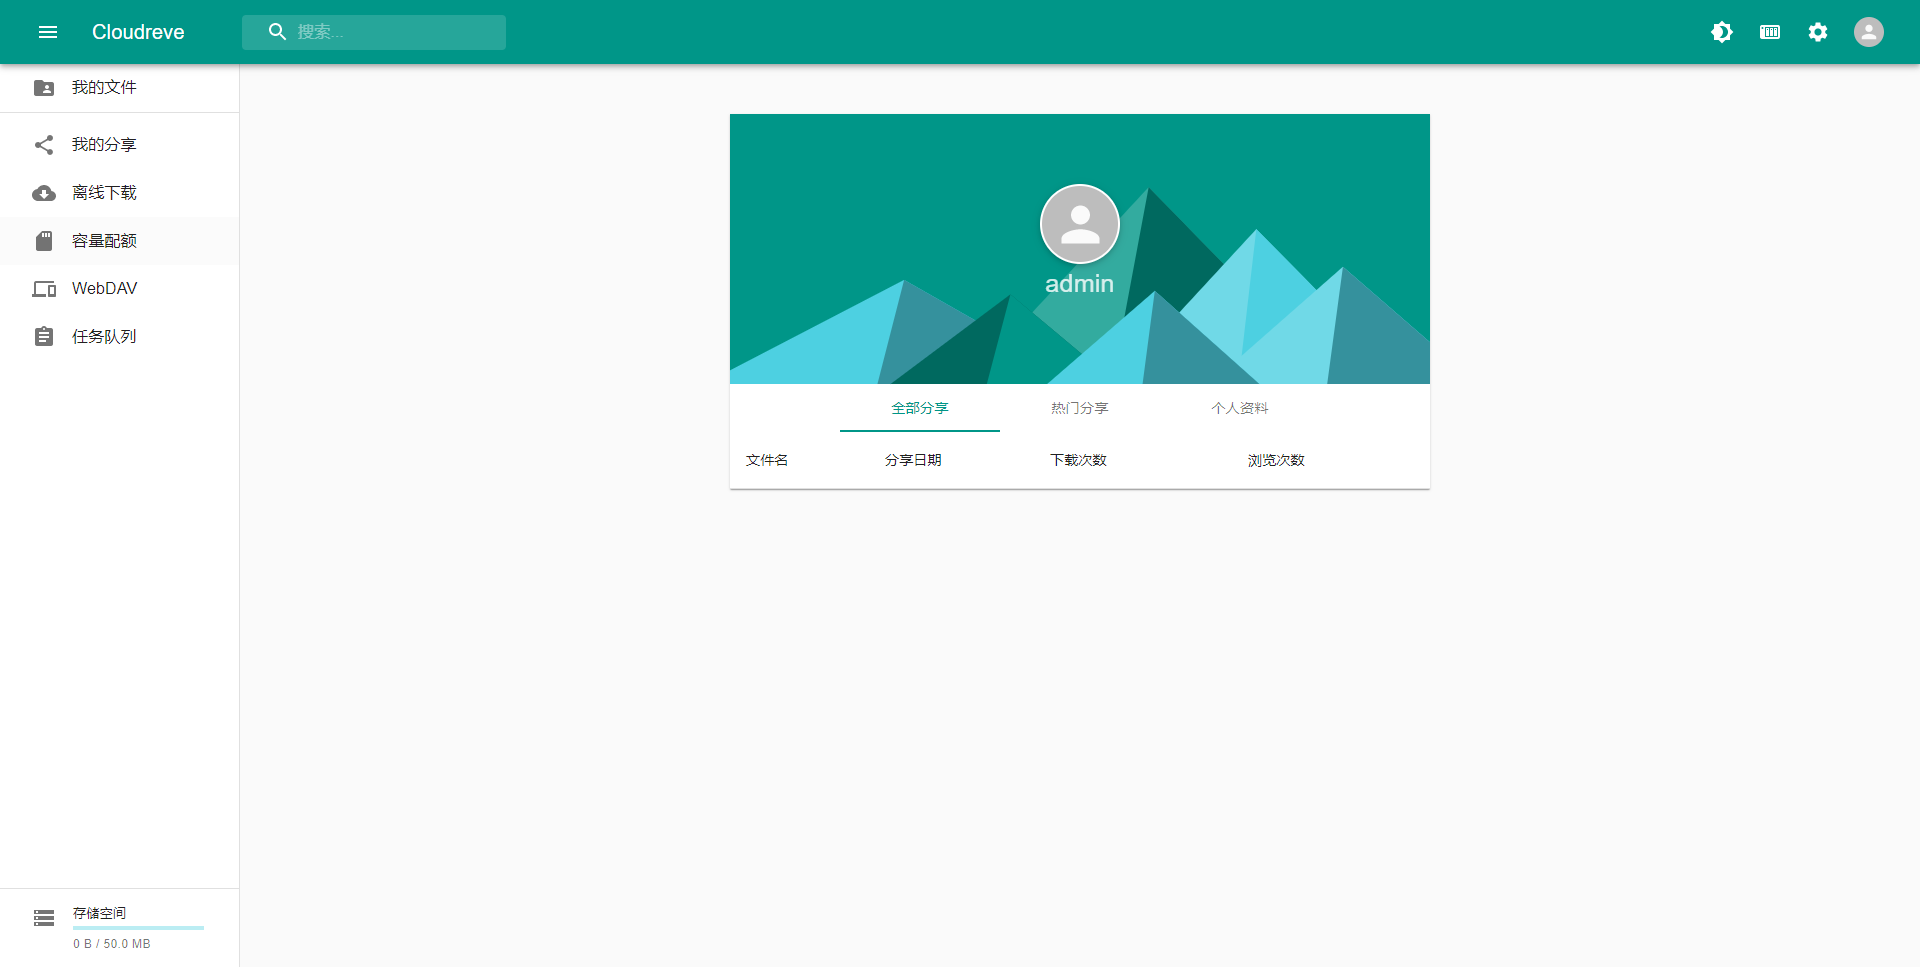 Cloudreve
搜索...
我的文件
我的分享
离线下载
容量配额
WebDAV
任务队列
存储空间
0 B / 50.0 MB
admin
全部分享 热门分享 个人资料
文件名 分享日期 下载次数 浏览次数